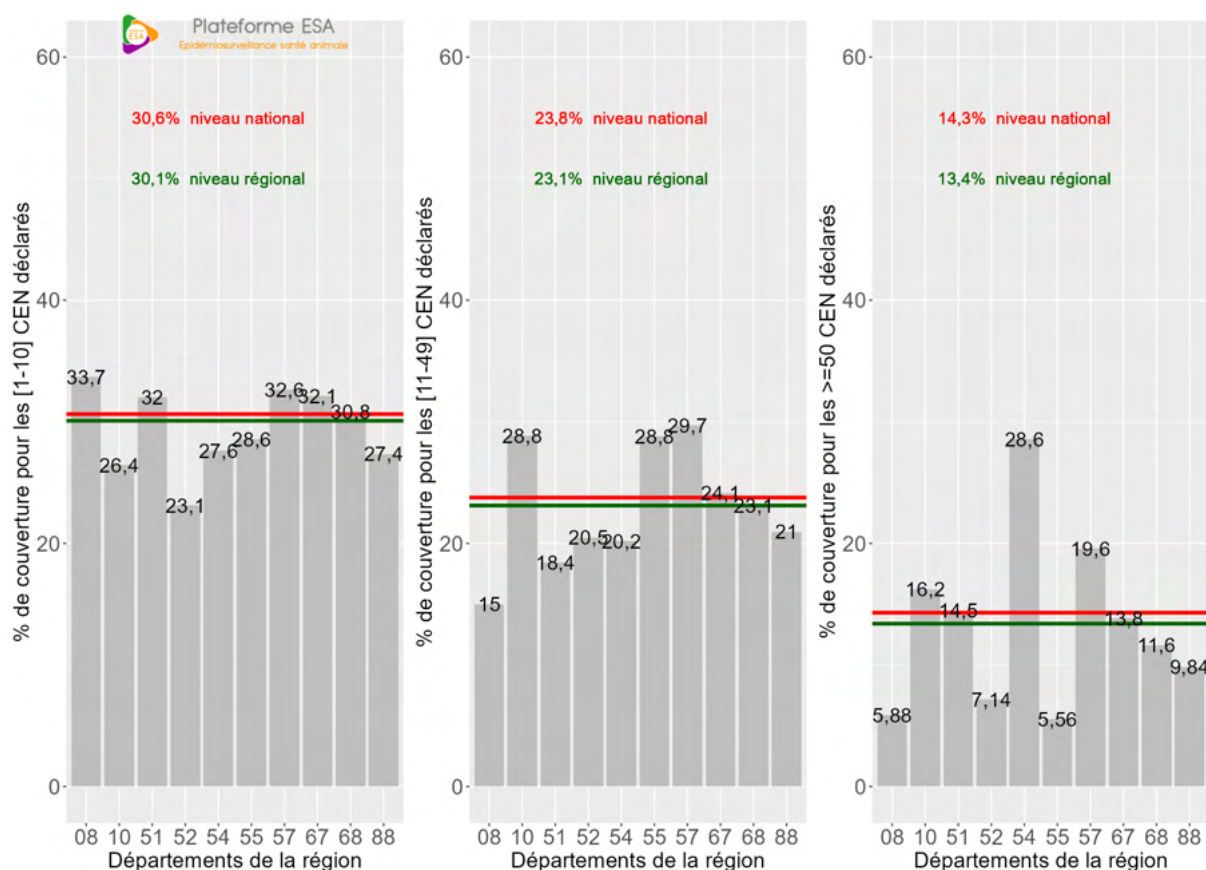 Plateforme ESA
ESA
Epidémiosurveillance santé animale
% de couverture pour les [1-10] CEN déclarés
60
40
20
0
30,6% niveau national
30,1% niveau régional
33,7
26,4
32
23,1
27,6
28,6
32,6
32,1
30,8
27,4
08 10 51 52 54 55 57 67 68 88
Départements de la région
% de couverture pour les [11-49] CEN déclarés
60
40
20
0
23,8% niveau national
23,1% niveau régional
15
28,8
18,4
20,5
20,2
28,8
29,7
24,1
23,1
21
08 10 51 52 54 55 57 67 68 88
Départements de la région
% de couverture pour les >=50 CEN déclarés
60
40
20
0
14,3% niveau national
13,4% niveau régional
5,88
16,2
14,5
7,14
28,6
5,56
19,6
13,8
11,6
9,84
08 10 51 52 54 55 57 67 68 88
Départements de la région